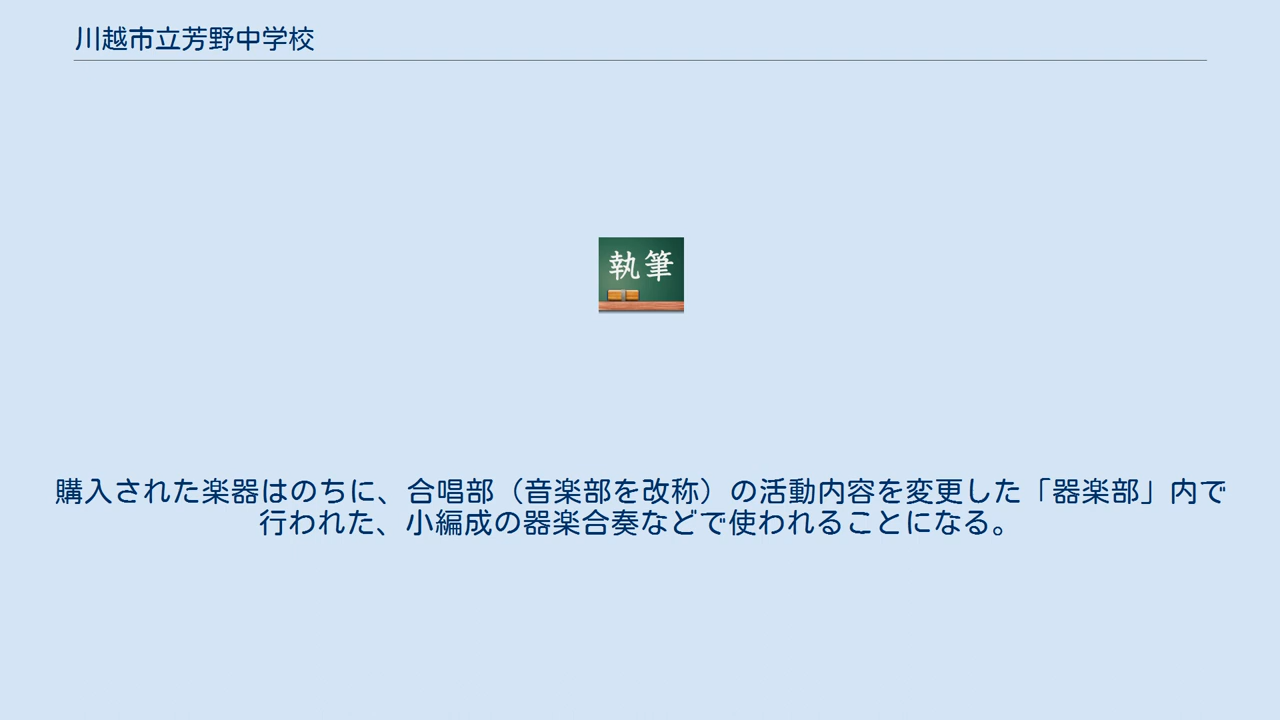 川越市立芳野中学校
執筆
購入された楽器はのちに、合唱部（音楽部を改称）の活動内容を変更した「器楽部」内で
行われた、小編成の器楽合奏などで使われることになる。